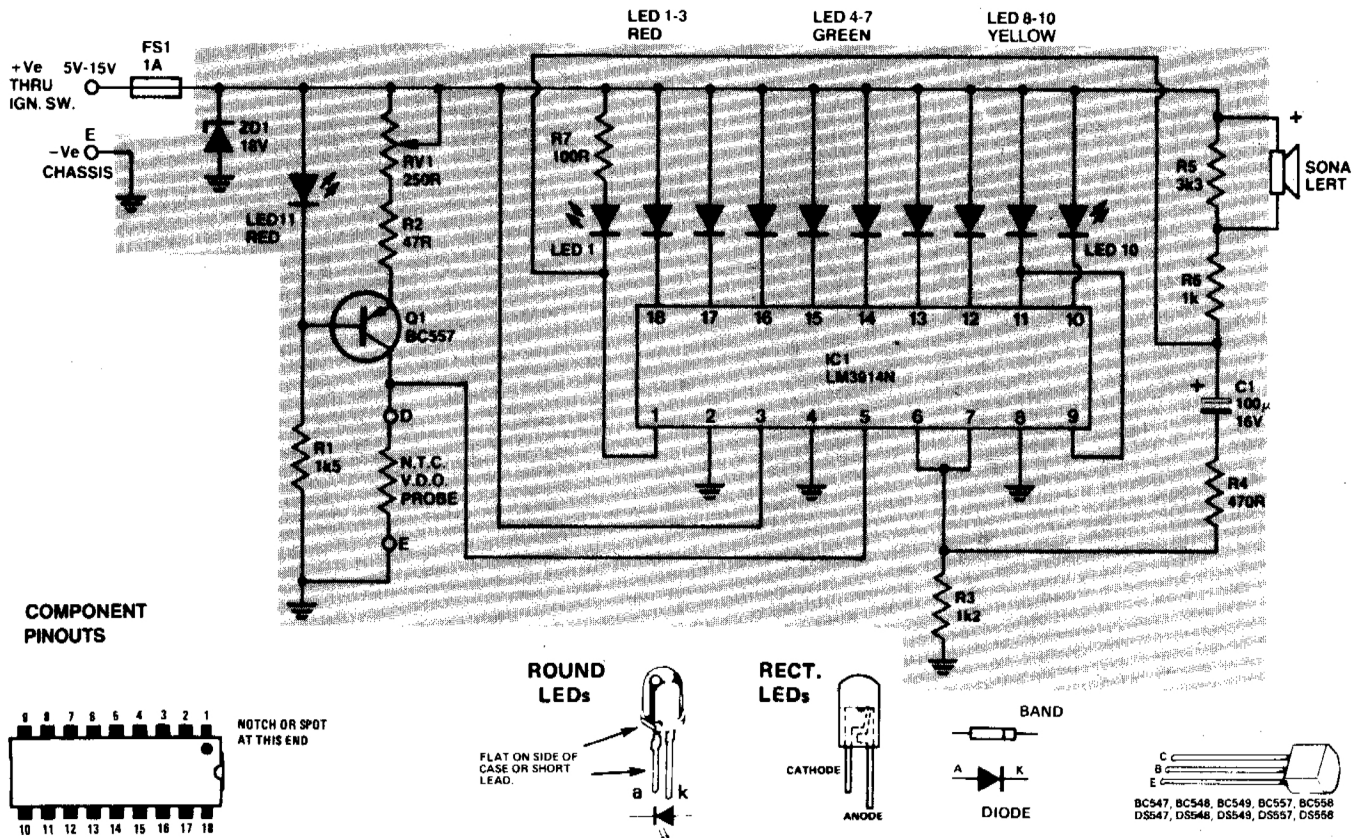 LED 1-3
RED
LED 4-7
GREEN
LED 8-10
YELLOW
+Ve
THRU
IGN. SW.
5V-15V
FS1
1A
E
-Ve
CHASSIS
ZD1
18V
LED11
RED
RV1
250R
R2
47R
Q1
BC557
R1
1k5
D
N.T.C.
V.D.O.
PROBE
E
R7
100R
LED 1
LED 10
18 17 16 15 14 13 12 11 10
IC1
LM3914N
1 2 3 4 5 6 7 8 9
R5
3k3
+
SONA
LERT
R6
1k
+
C1
100μ
16V
R4
470R
R3
1k2
COMPONENT
PINOUTS
9 8 7 6 5 4 3 2 1
NOTCH OR SPOT
AT THIS END
10 11 12 13 14 15 16 17 18
ROUND
LEDs
FLAT ON SIDE OF
CASE OR SHORT
LEAD.
a k
RECT.
LEDs
CATHODE
ANODE
BAND
A K
DIODE
C
B
E
BC547, BC548, BC549, BC557, BC558
DS547, DS548, DS549, DS557, DS558